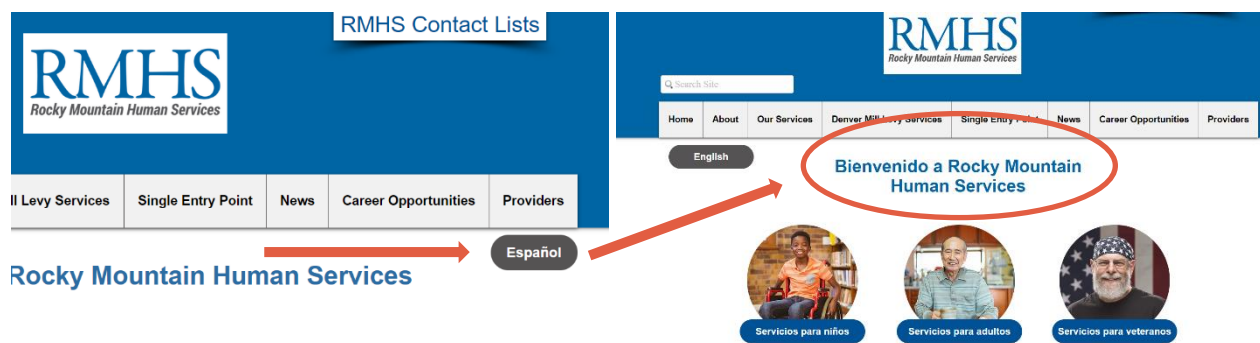 RMHS Contact Lists
RMHS
Rocky Mountain Human Services
ll Levy Services Single Entry Point News Career Opportunities Providers
Español
Rocky Mountain Human Services
RMHS
Rocky Mountain Human Services
Search Site
Home About Our Services Denver Mill Levy Services Single Entry Point News Career Opportunities Providers
English
Bienvenido a Rocky Mountain
Human Services
Servicios para niños Servicios para adultos Servicios para veteranos